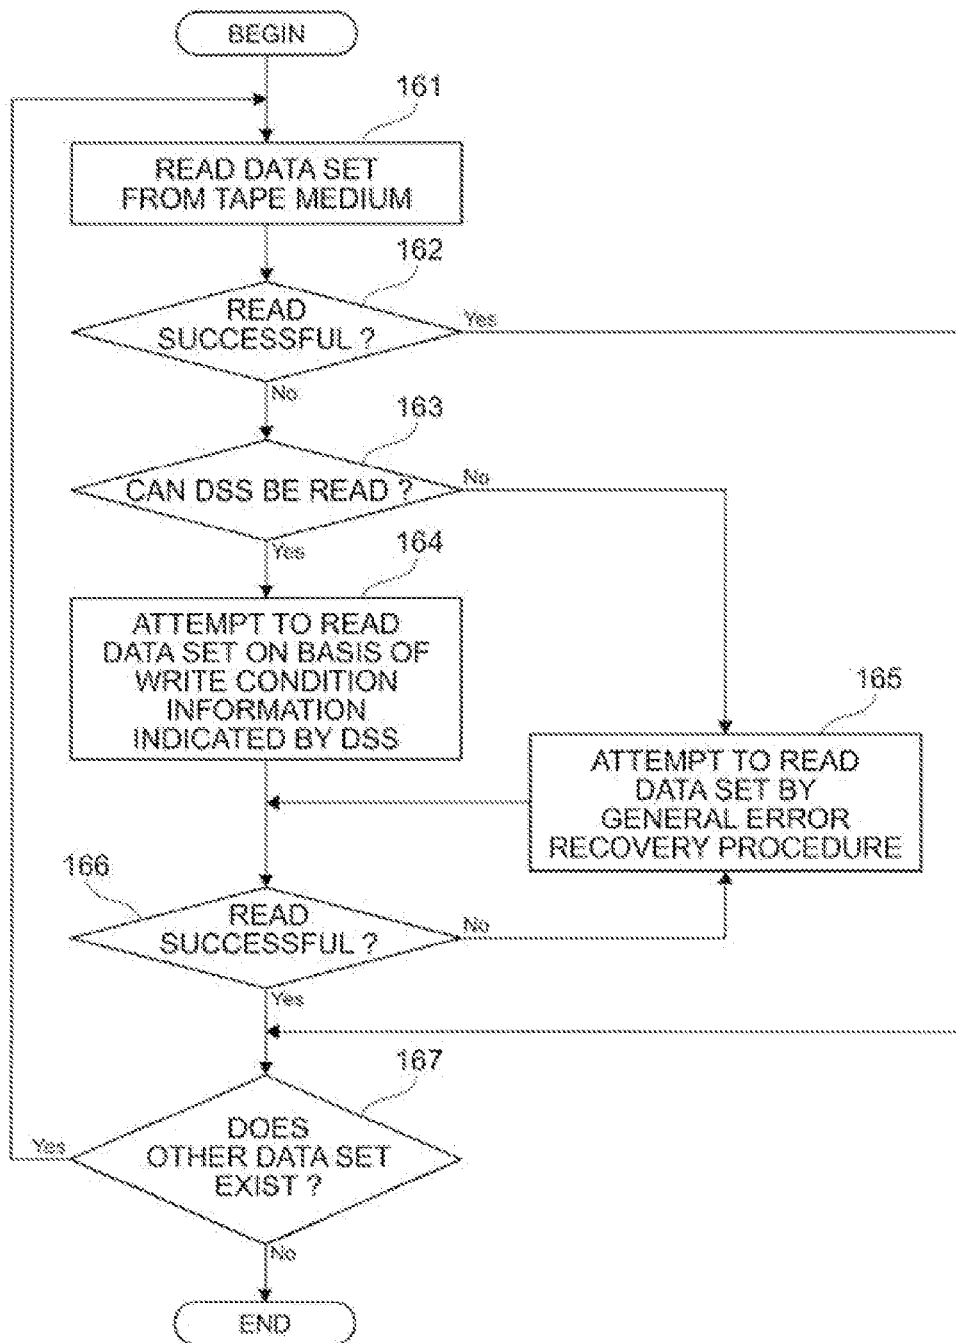 BEGIN
161
READ DATA SET
FROM TAPE MEDIUM
162
READ
SUCCESSFUL ?
Yes
No
163
CAN DSS BE READ ?
No
Yes
164
ATTEMPT TO READ
DATA SET ON BASIS OF
WRITE CONDITION
INFORMATION
INDICATED BY DSS
165
ATTEMPT TO READ
DATA SET BY
GENERAL ERROR
RECOVERY PROCEDURE
166
READ
SUCCESSFUL ?
No
Yes
167
DOES
OTHER DATA SET
EXIST ?
Yes
No
END